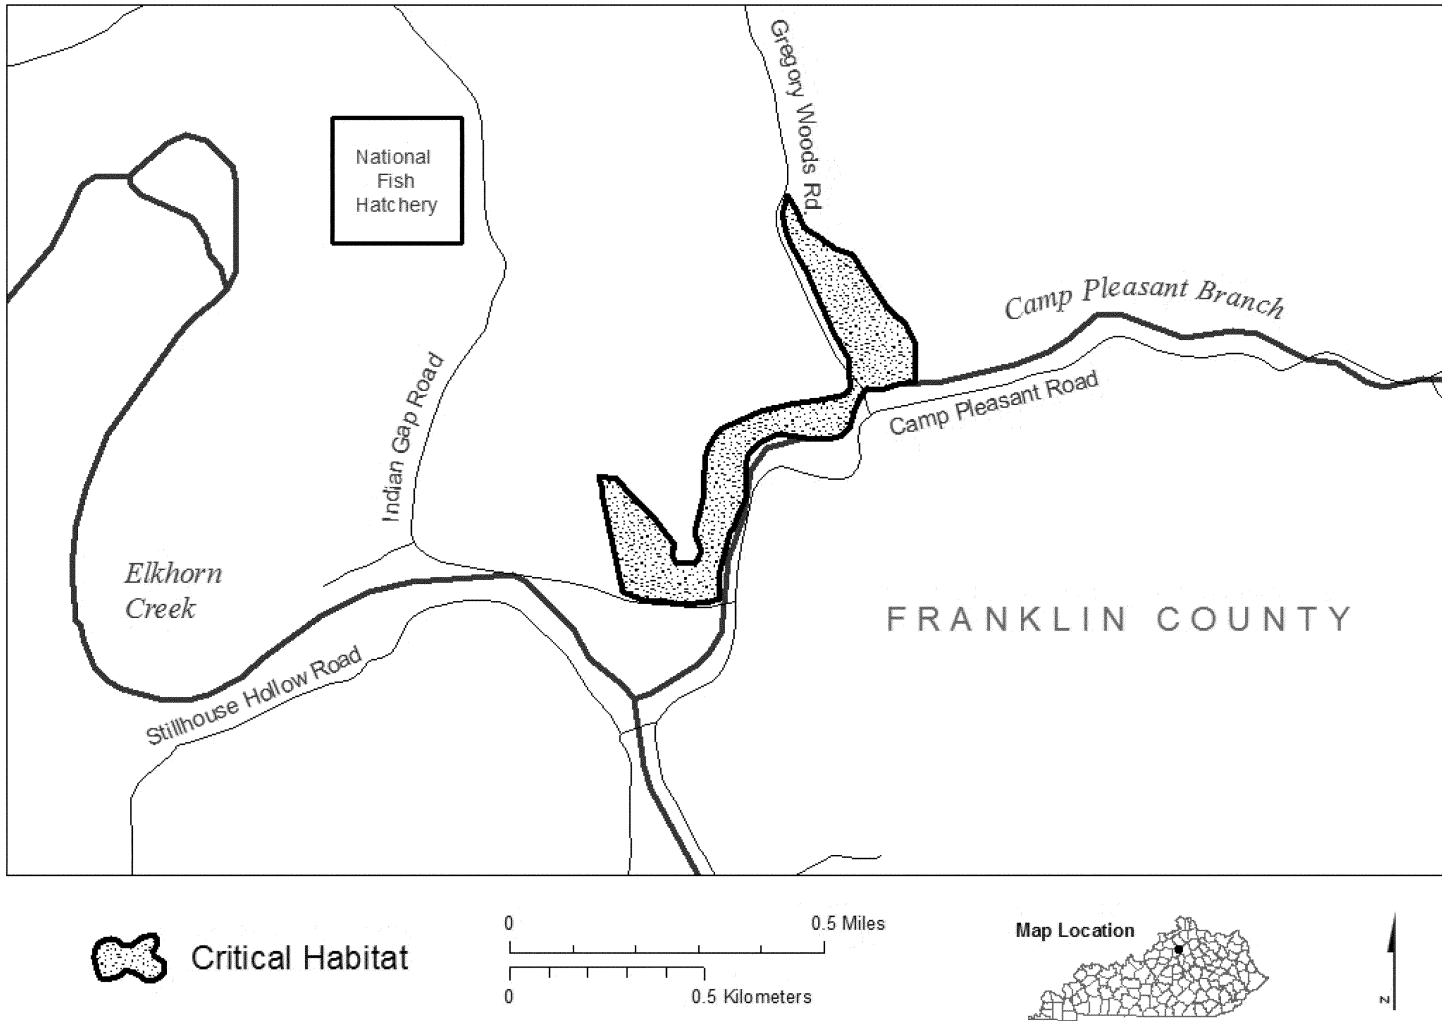 Gregory Woods Rd
National
Fish
Hatchery
Camp Pleasant Branch
Indian Gap Road
Camp Pleasant Road
Elkhorn
Creek
FRANKLIN COUNTY
Stillhouse Hollow Road
Critical Habitat
0 0.5 Miles
0 0.5 Kilometers
Map Location
N